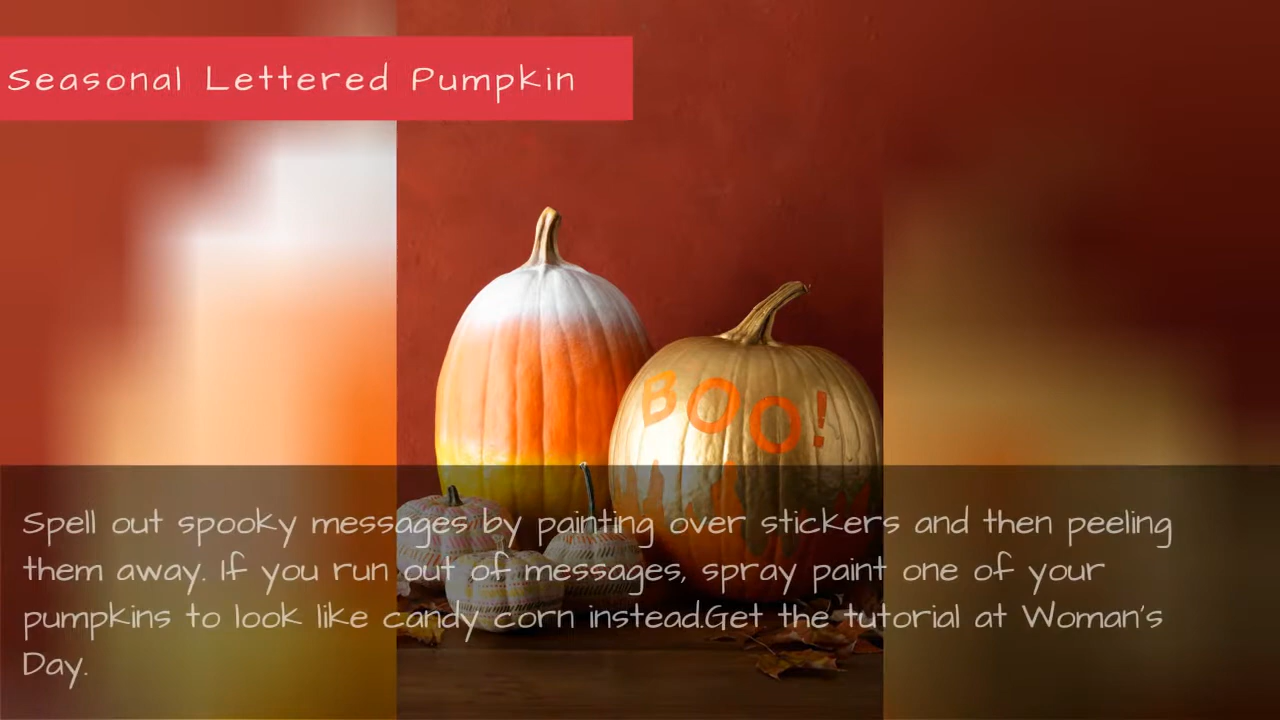 Seasonal Lettered Pumpkin
BOO!
Spell out spooky messages by painting over stickers and then peeling
them away. If you run out of messages, spray paint one of your
pumpkins to look like candy corn instead.Get the tutorial at Woman's
Day.